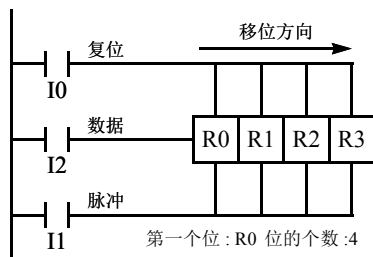 移位方向
复位
I0
数据
R0 R1 R2 R3
I2
脉冲
I1
第一个位 : R0 位的个数 :4